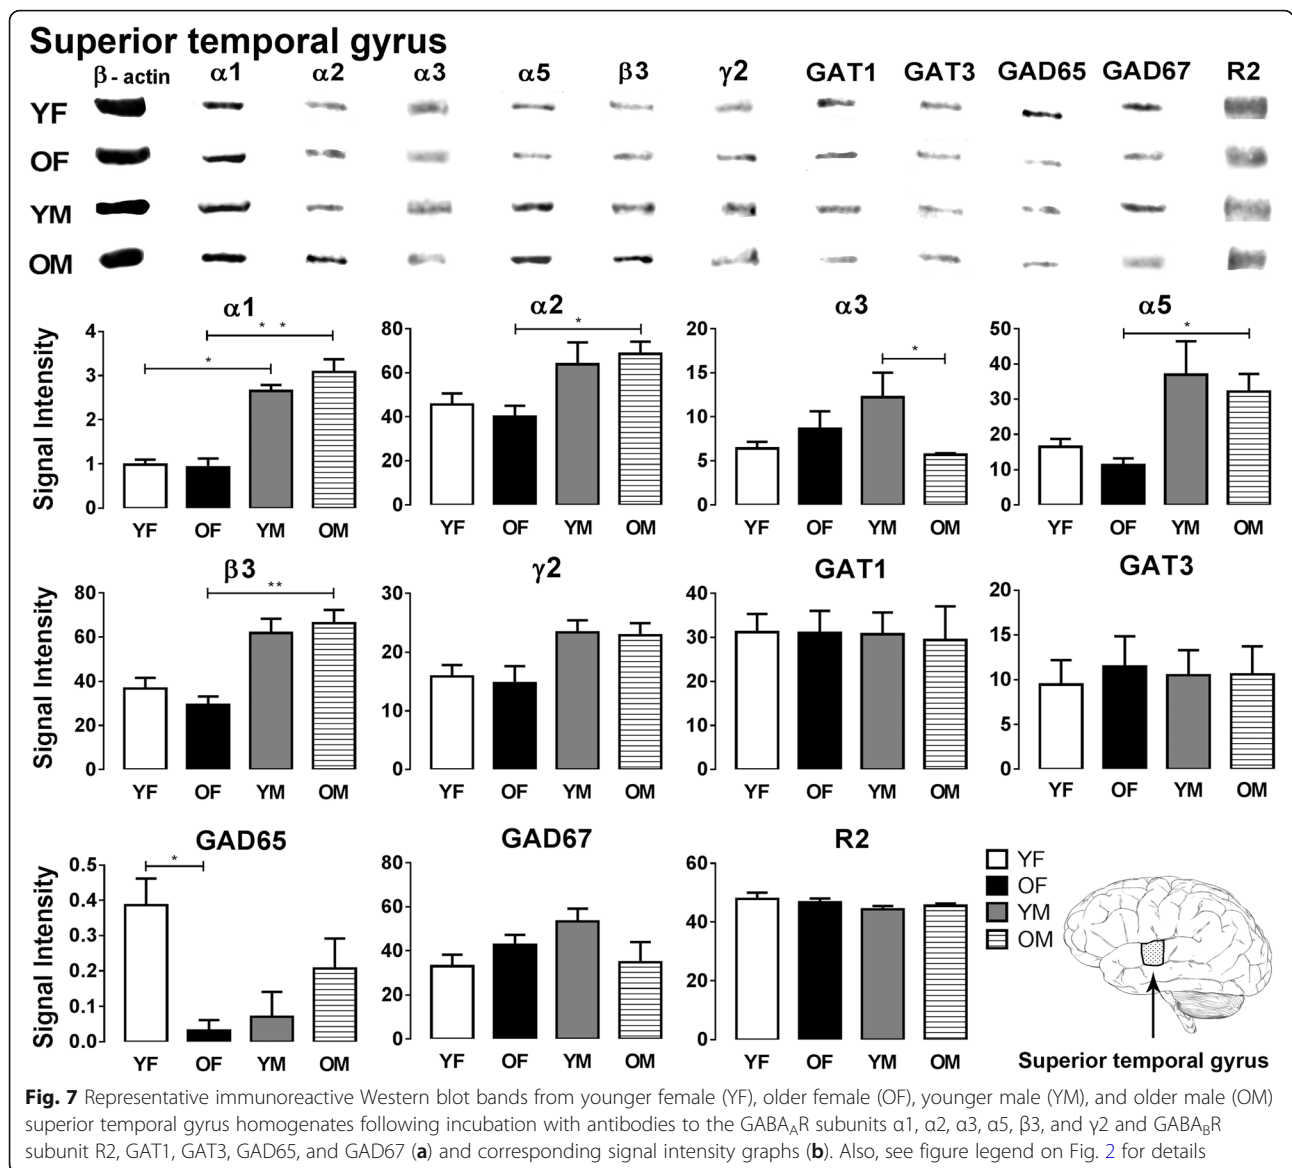 Superior temporal gyrus
β- actin α1 α2 α3 α5 β3 γ2 GAT1 GAT3 GAD65 GAD67 R2
YF
OF
YM
OM
α1 α2 α3 α5
Signal Intensity
4 3 2 1 0
* * *
YF OF YM OM
80 60 40 20 0
*
YF OF YM OM
20 15 10 5 0
*
YF OF YM OM
50 40 30 20 10 0
*
YF OF YM OM
β3 γ2 GAT1 GAT3
Signal Intensity
80 60 40 20 0
**
YF OF YM OM
30 20 10 0
YF OF YM OM
40 30 20 10 0
YF OF YM OM
20 15 10 5 0
YF OF YM OM
GAD65 GAD67 R2
Signal Intensity
0.5 0.4 0.3 0.2 0.1 0.0
*
YF OF YM OM
80 60 40 20 0
YF OF YM OM
60 40 20 0
YF OF YM OM
YF
OF
YM
OM
Superior temporal gyrus
Fig. 7 Representative immunoreactive Western blot bands from younger female (YF), older female (OF), younger male (YM), and older male (OM)
superior temporal gyrus homogenates following incubation with antibodies to the GABAAR subunits α1, α2, α3, α5, β3, and γ2 and GABABR
subunit R2, GAT1, GAT3, GAD65, and GAD67 (a) and corresponding signal intensity graphs (b). Also, see figure legend on Fig. 2 for details